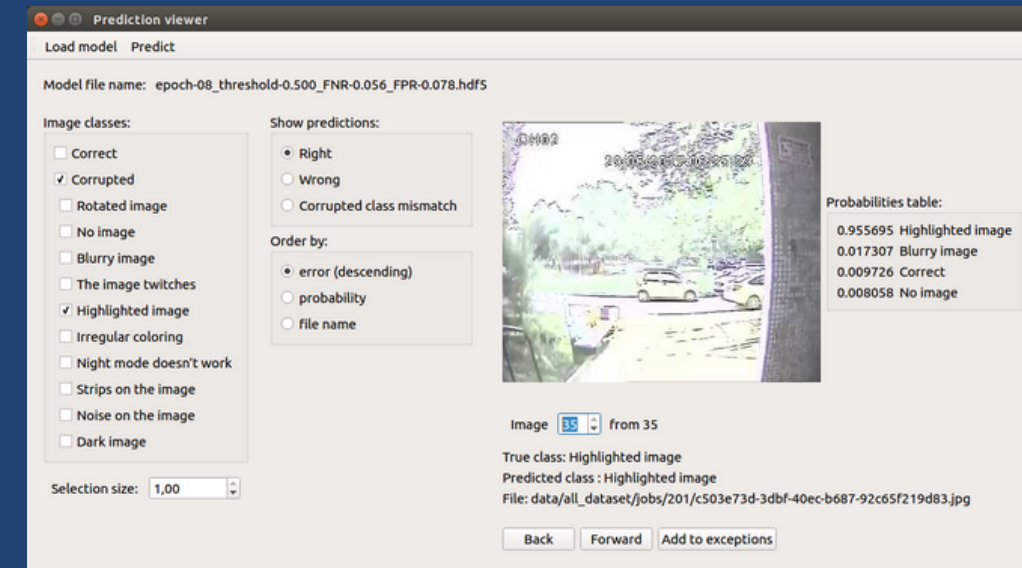 Prediction viewer
Load model Predict
Model file name: epoch-08_threshold-0.500_FNR-0.056_FPR-0.078.hdf5
Image classes:
Correct
Corrupted
Rotated image
No image
Blurry image
The image twitches
Highlighted image
Irregular coloring
Night mode doesn't work
Strips on the image
Noise on the image
Dark image
Selection size: 1,00
Show predictions:
Right
Wrong
Corrupted class mismatch
Order by:
error (descending)
probability
file name
Probabilities table:
0.955695 Highlighted image
0.017307 Blurry image
0.009726 Correct
0.008058 No image
Image 35 from 35
True class: Highlighted image
Predicted class : Highlighted image
File: data/all_dataset/jobs/201/c503e73d-3dbf-40ec-b687-92c65f219d83.jpg
Back Forward Add to exceptions